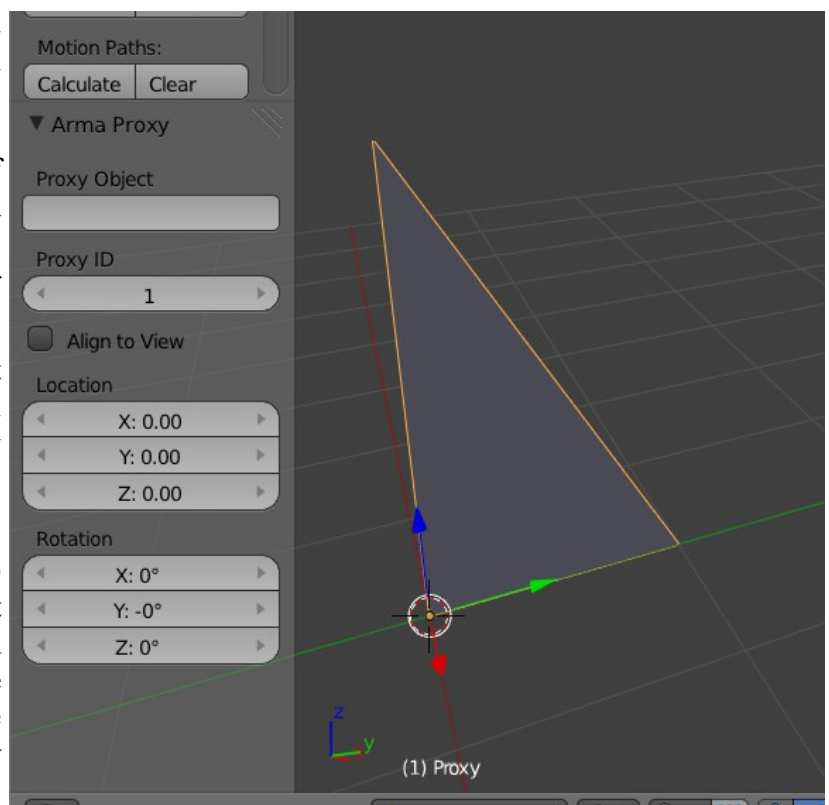 Motion Paths:
Calculate Clear
Arma Proxy
Proxy Object
Proxy ID
1
Align to View
Location
X: 0.00
Y: 0.00
Z: 0.00
Rotation
X: 0°
Y: -0°
Z: 0°
z
y
(1) Proxy